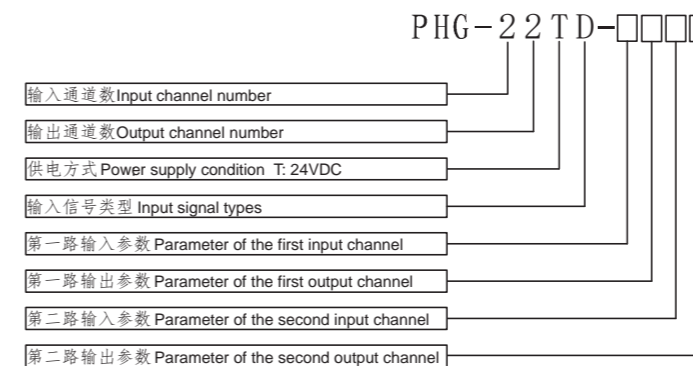 PHG-22TD-□□□□
输入通道数Input channel number
输出通道数Output channel number
供电方式 Power supply condition T: 24VDC
输入信号类型 Input signal types
第一路输入参数 Parameter of the first input channel
第一路输出参数 Parameter of the first output channel
第二路输入参数 Parameter of the second input channel
第二路输出参数 Parameter of the second output channel